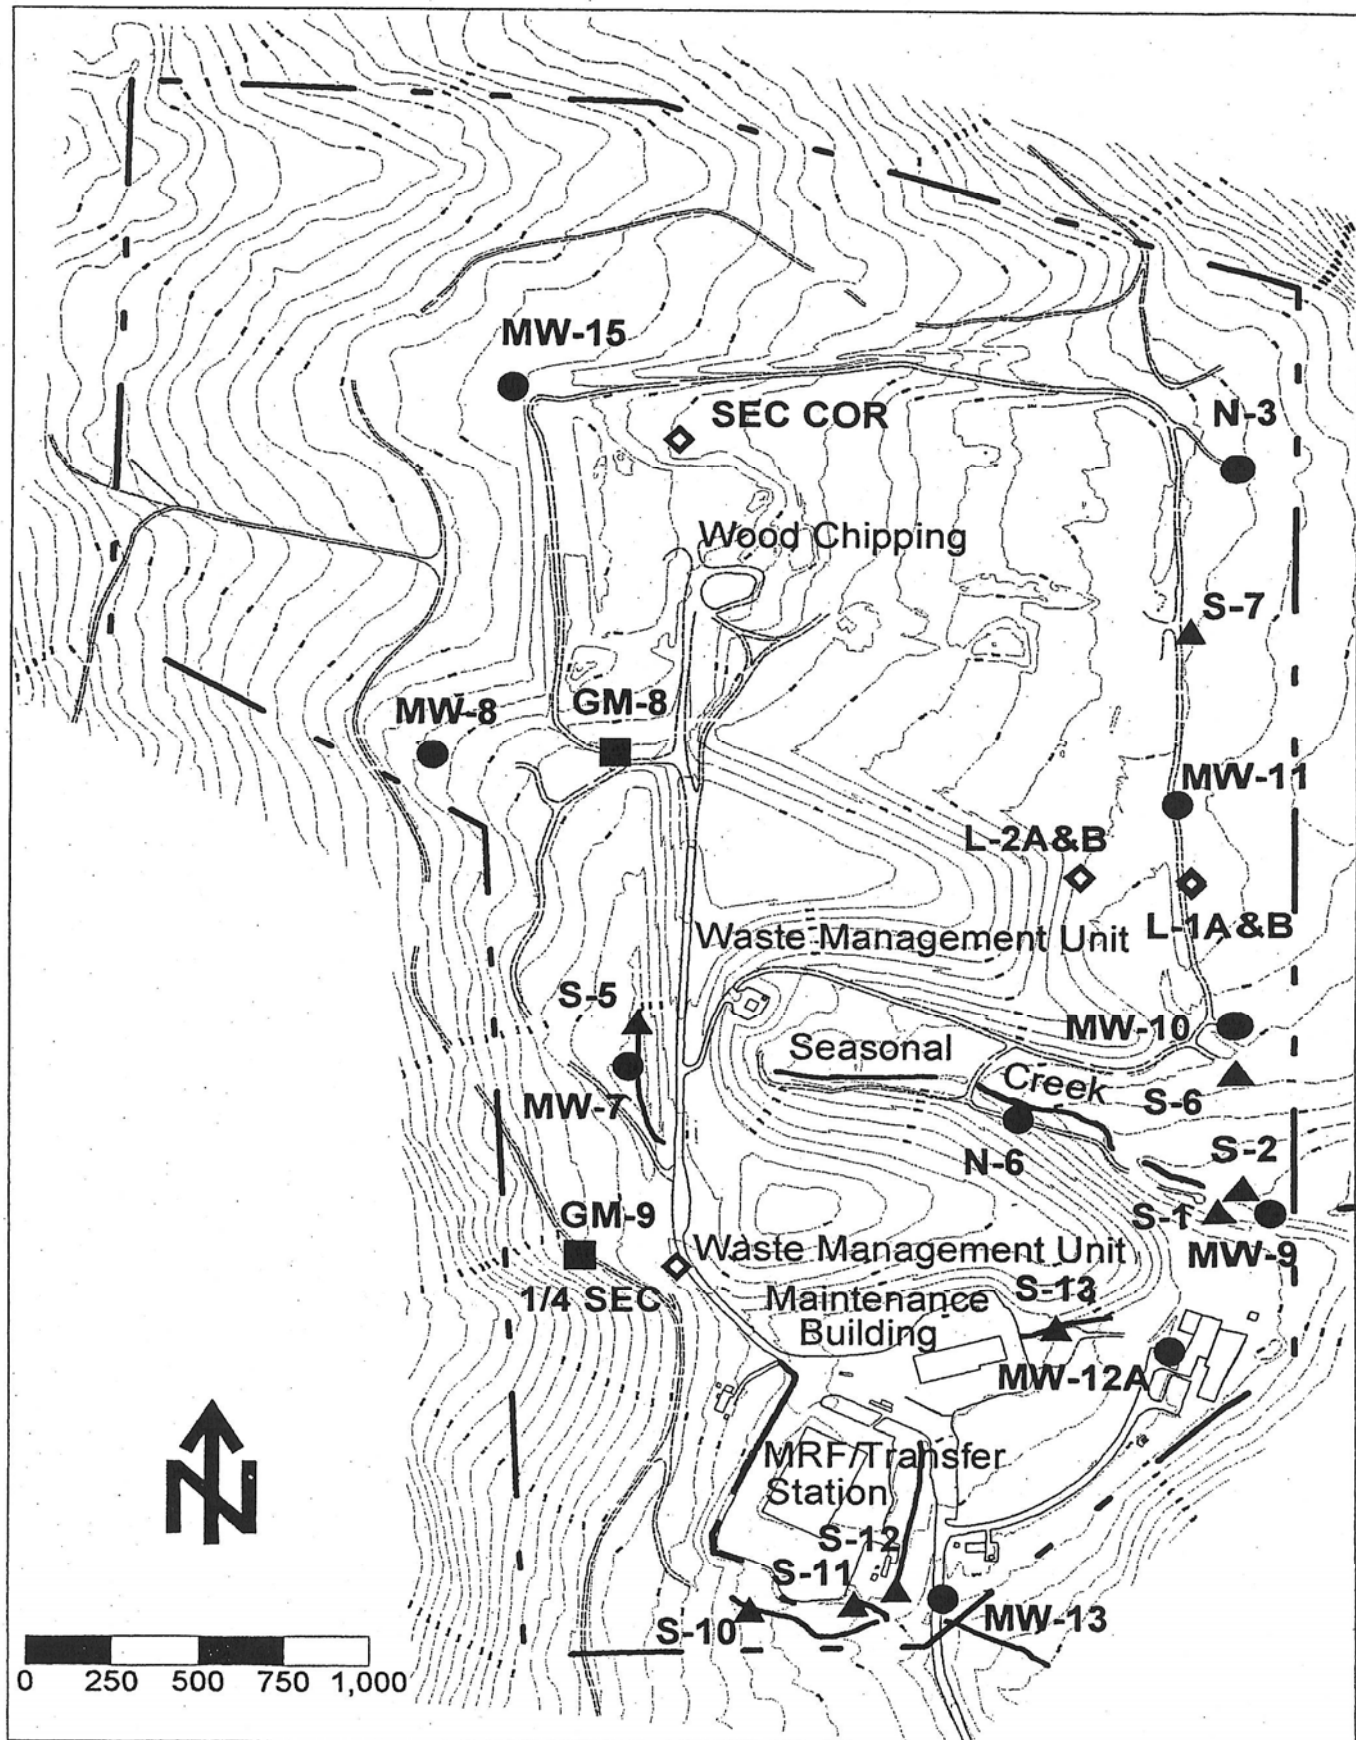 MW-15
SEC COR
N-3
Wood Chipping
S-7
MW-8
GM-8
MW-11
L-2A&B
Waste Management Unit
L-1A&B
S-5
MW-10
Seasonal
Creek
S-6
MW-7
N-6
S-2
S-1
GM-9
MW-9
Waste Management Unit
1/4 SEC
S-13
Maintenance
Building
MW-12A
MRF/Transfer
Station
N
S-12
S-11
S-10
MW-13
0 250 500 750 1,000